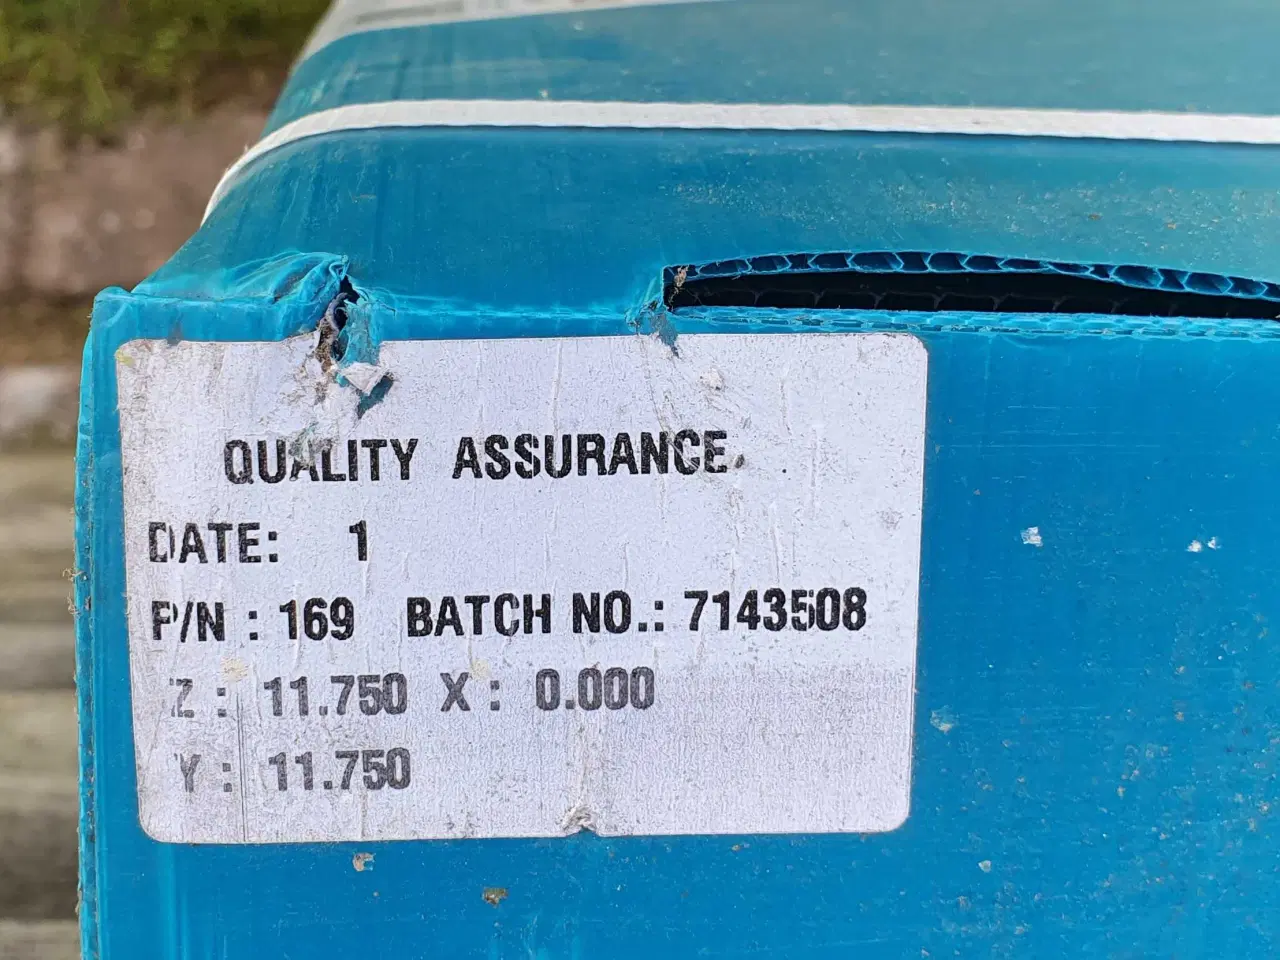 QUALITY ASSURANCE.
DATE: 1
P/N : 169 BATCH NO.: 7143508
Z : 11.750 X : 0.000
Y : 11.750